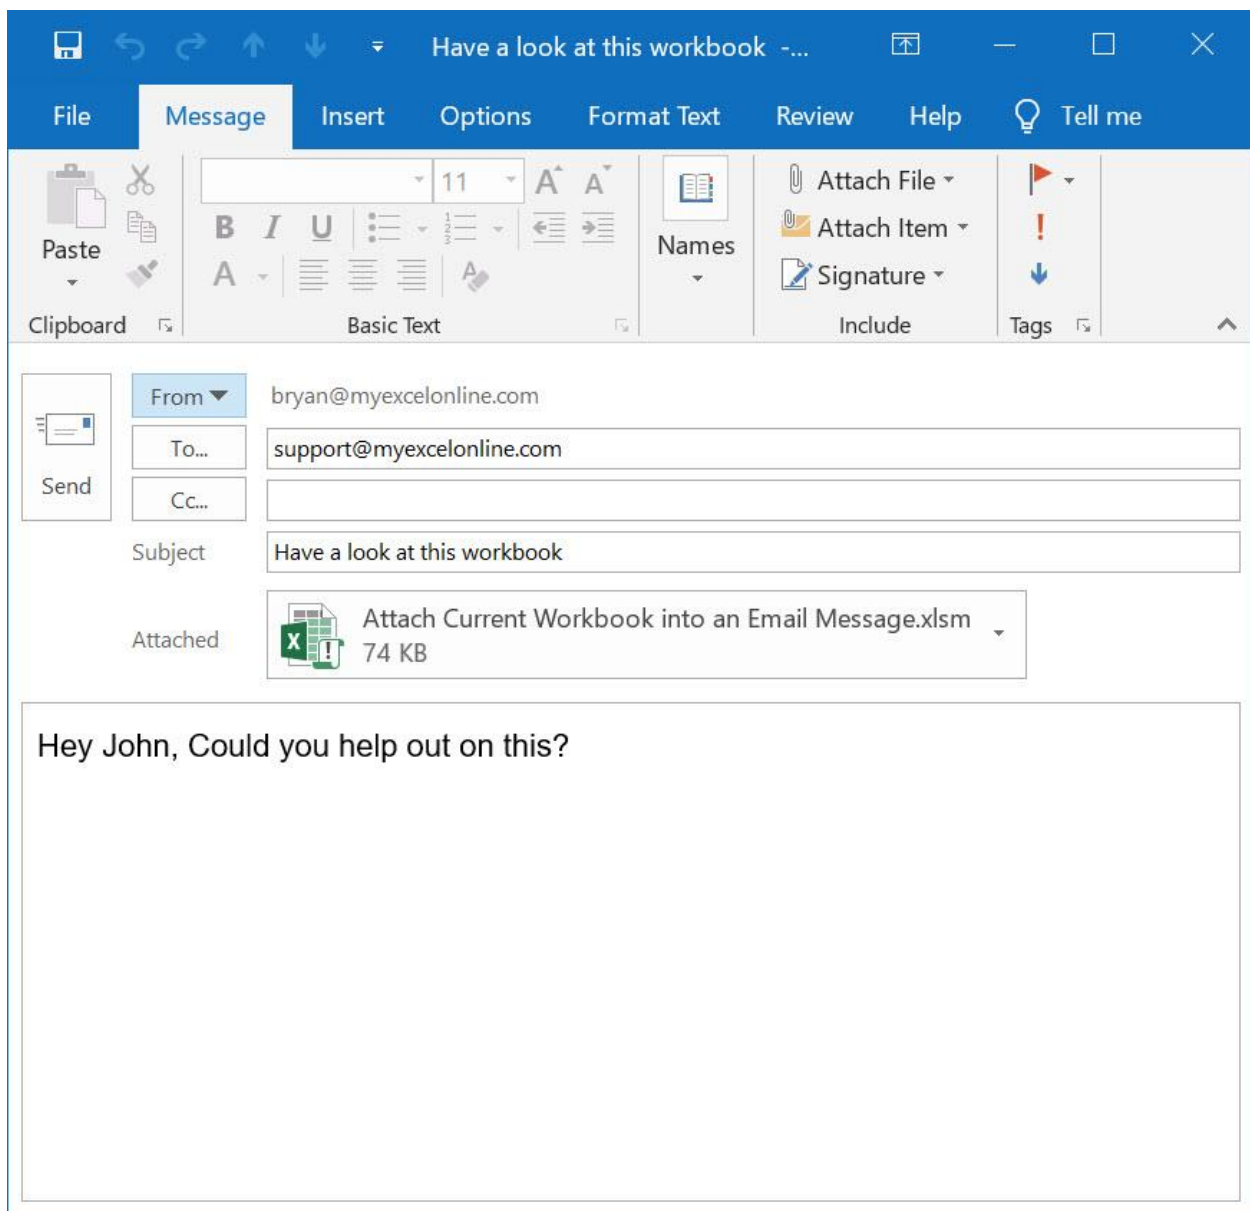 Have a look at this workbook -...
File Message Insert Options Format Text Review Help Tell me
11 A A
Attach File
Paste
B I U
Names
Attach Item
A
Signature
Clipboard Basic Text Include Tags
From bryan@myexcelonline.com
To... support@myexcelonline.com
Send
Cc...
Subject Have a look at this workbook
Attached
Attach Current Workbook into an Email Message.xlsm
74 KB
Hey John, Could you help out on this?